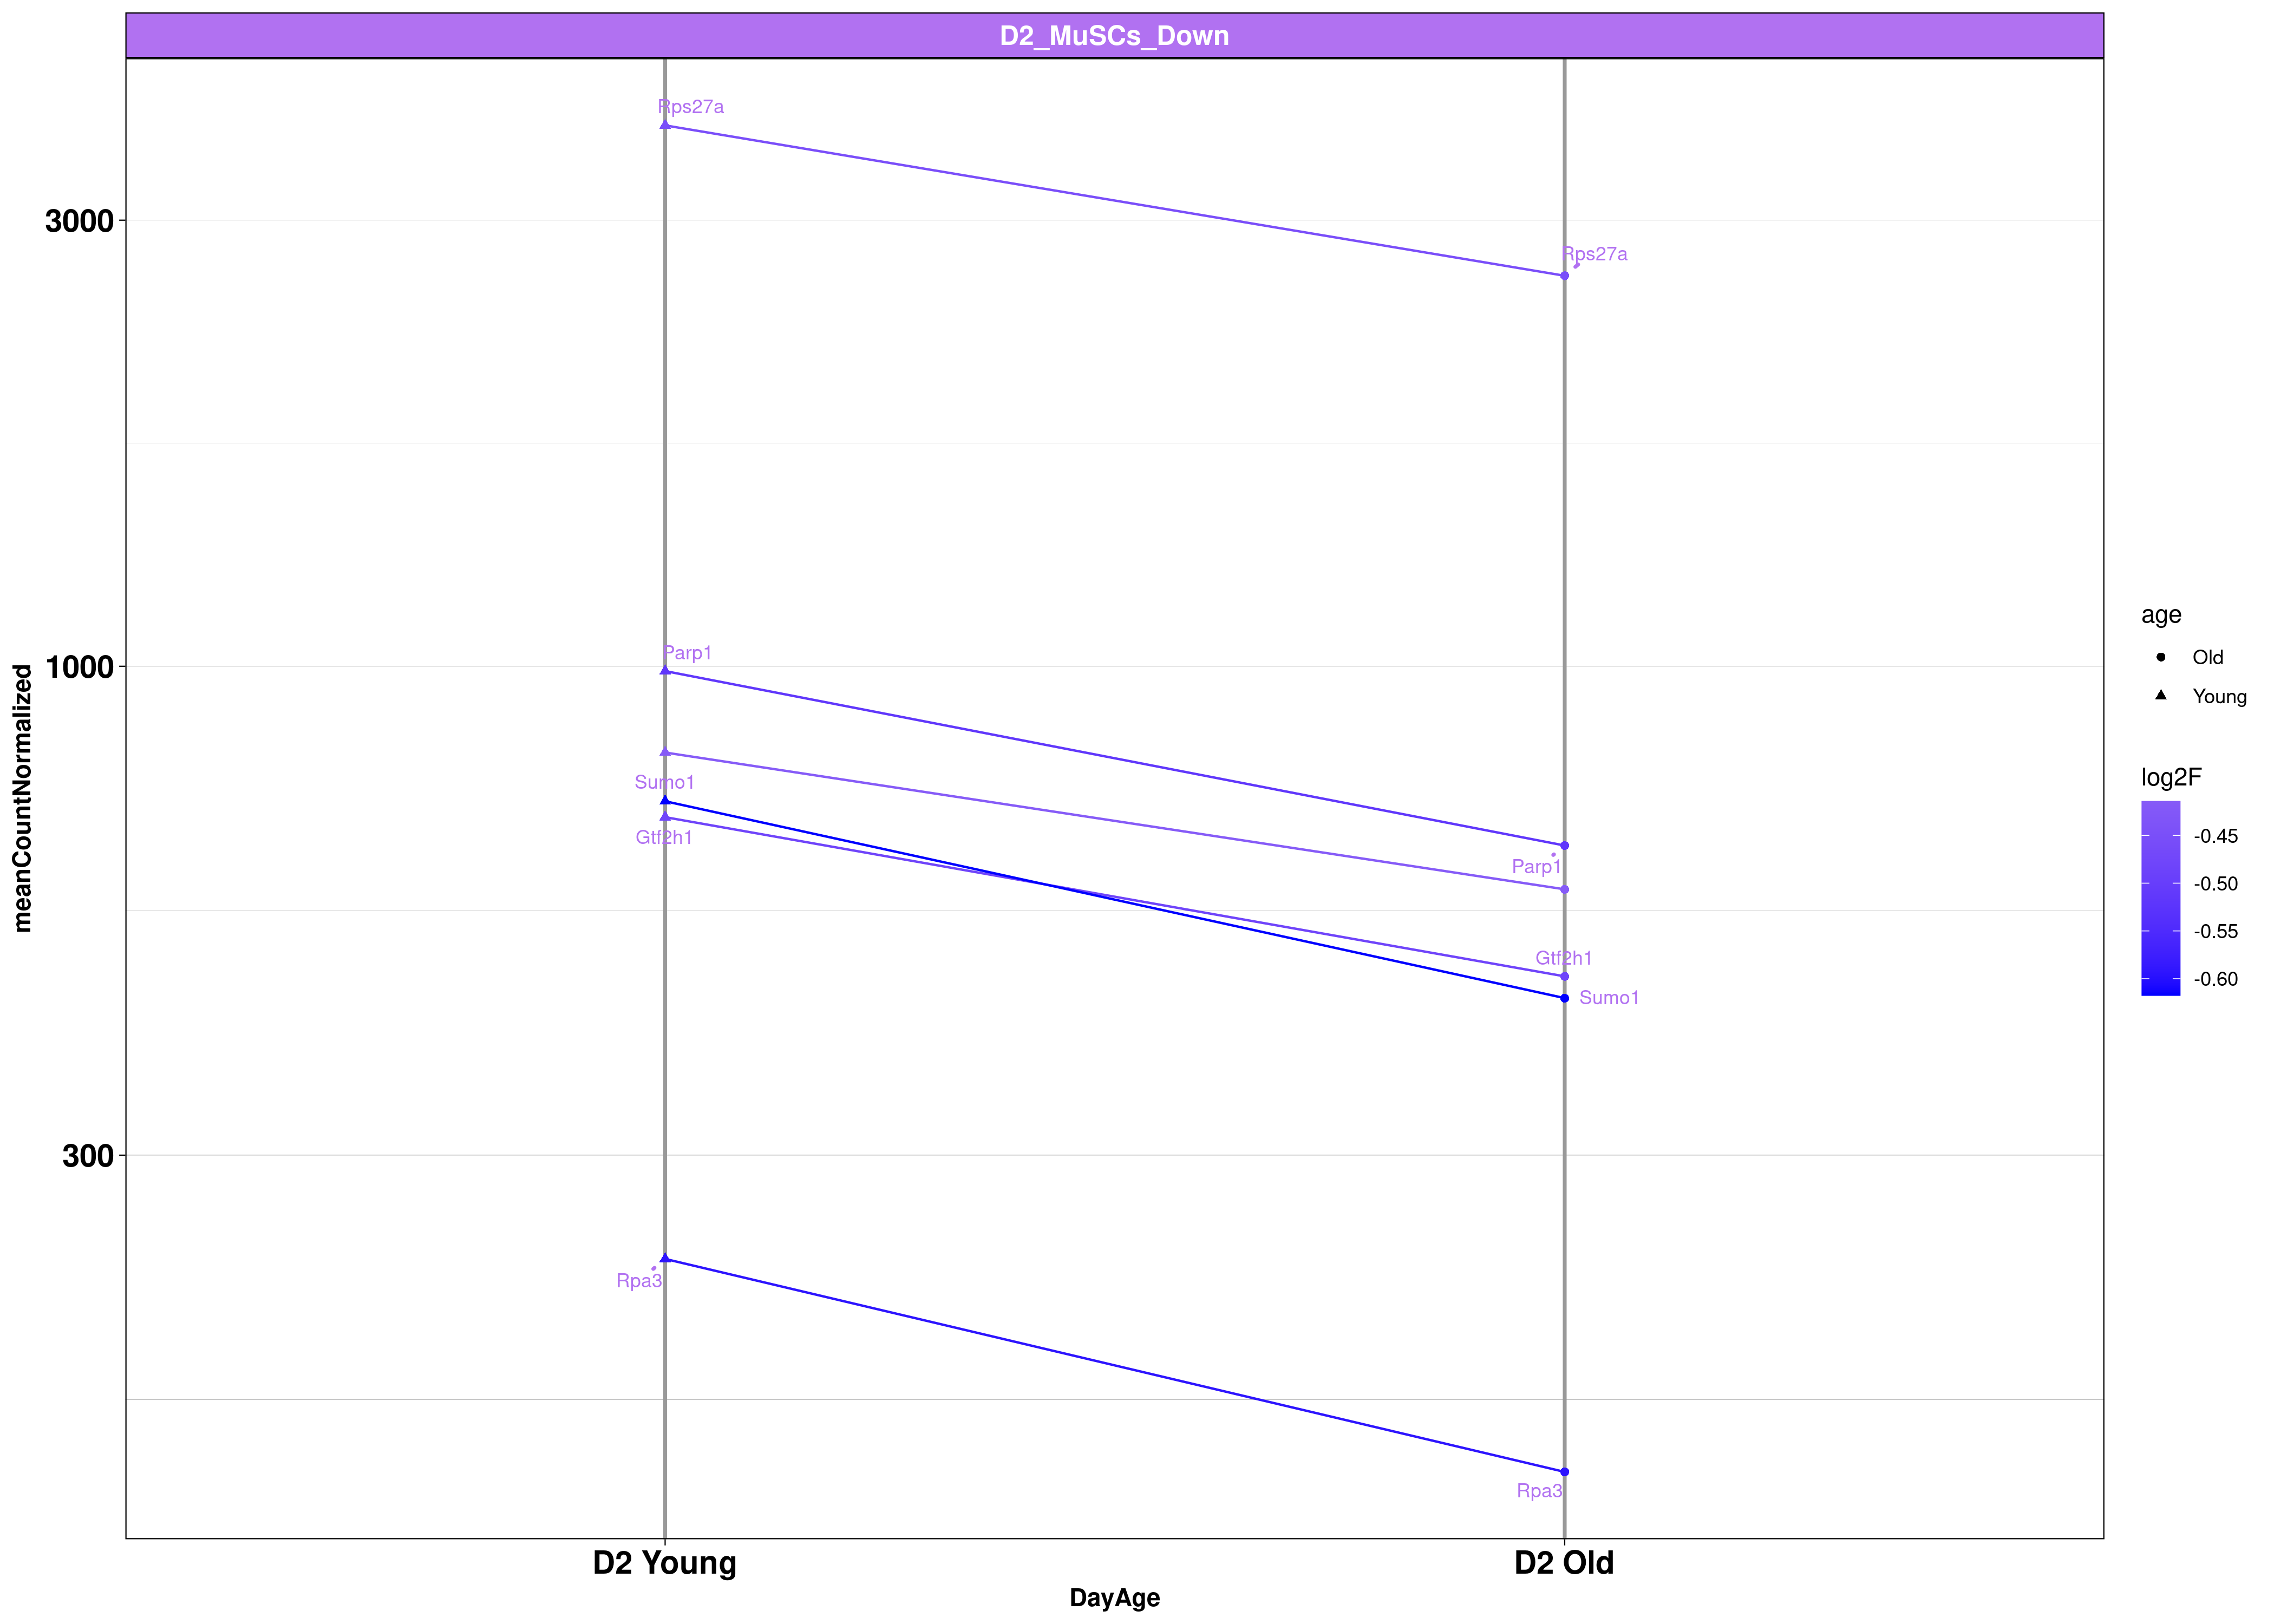 D2_MuSCs_Down
Rps27a
3000
Rps27a
Parp1
1000
Sumo1
Gtf2h1
Parp1
Gtf2h1
Sumo1
300
Rpa3
Rpa3
meanCountNormalized
D2 Young
D2 Old
DayAge
age
Old
Young
log2F
-0.45
-0.50
-0.55
-0.60